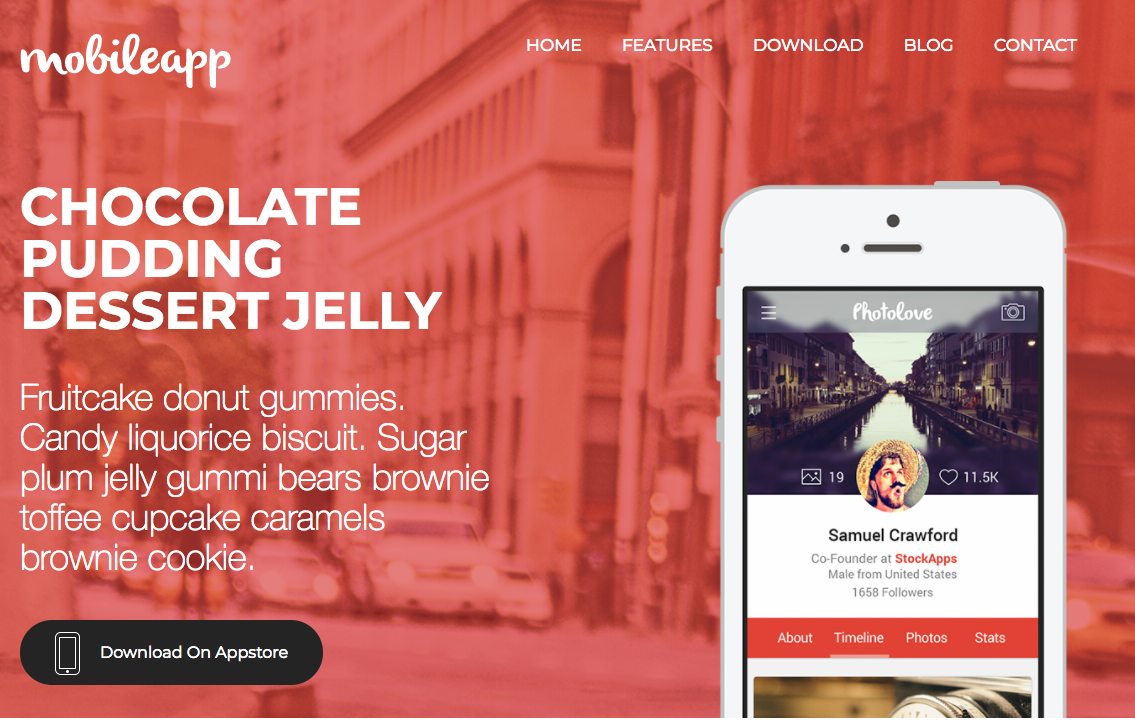 mobileapp
HOME FEATURES DOWNLOAD BLOG CONTACT
CHOCOLATE
PUDDING
DESSERT JELLY
Fruitcake donut gummies.
Candy liquorice biscuit. Sugar
plum jelly gummi bears brownie
toffee cupcake caramels
brownie cookie.
Download On Appstore
Photolove
19 11.5K
Samuel Crawford
Co-Founder at StockApps
Male from United States
1658 Followers
About Timeline Photos Stats